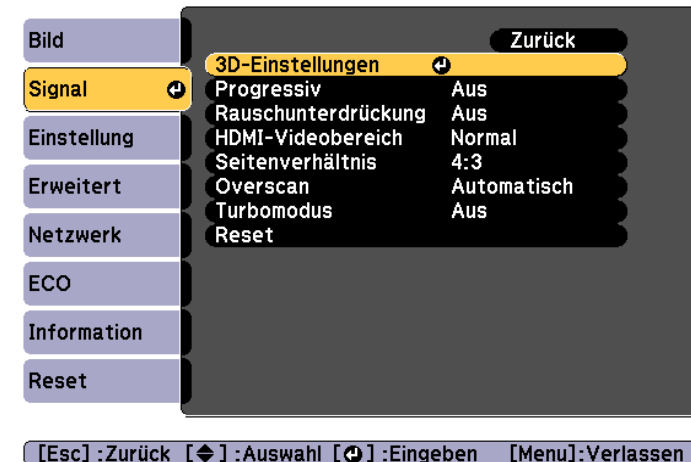 Bild
Signal
Einstellung
Erweitert
Netzwerk
ECO
Information
Reset
Zurück
3D-Einstellungen
Progressiv Aus
Rauschunterdrückung Aus
HDMI-Videobereich Normal
Seitenverhältnis 4:3
Overscan Automatisch
Turbomodus Aus
Reset
[Esc] :Zurück [◆] :Auswahl [↵] :Eingeben [Menu]:Verlassen